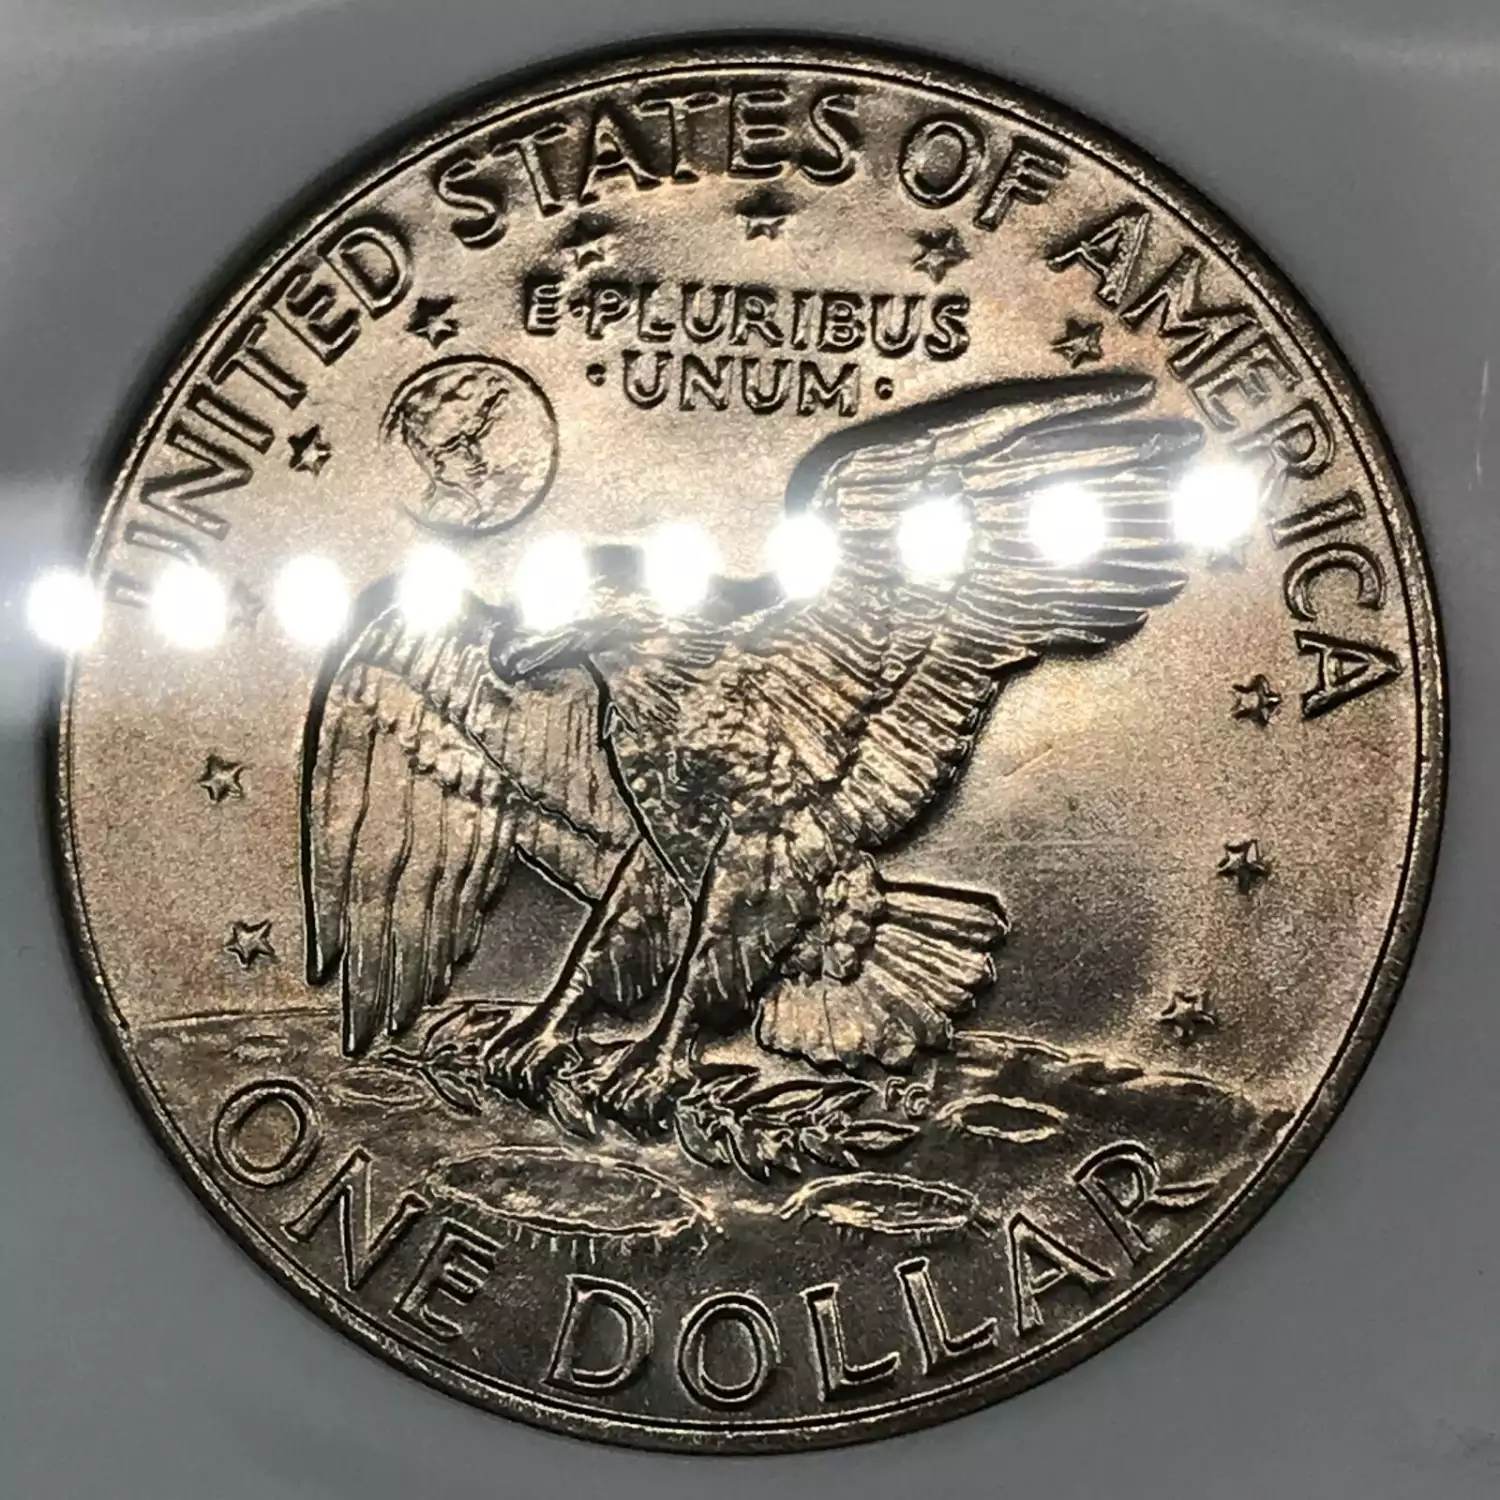 UNITED STATES OF AMERICA
E·PLURIBUS
·UNUM·
FG
ONE DOLLAR